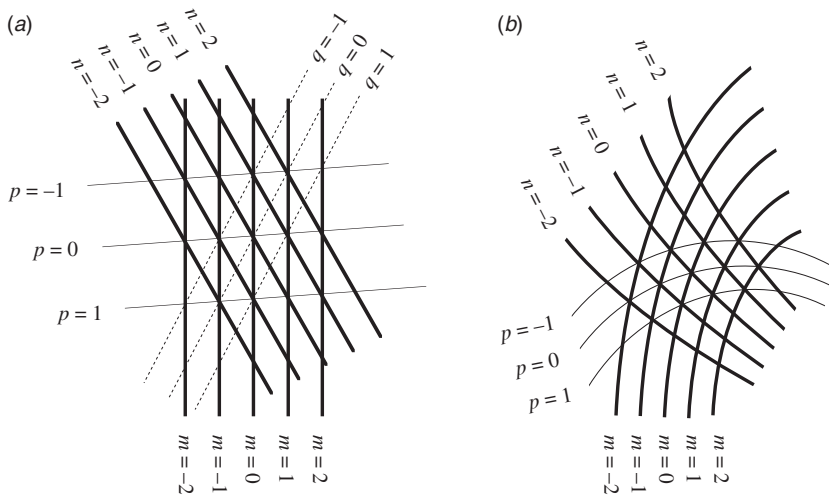 (a)
n = −2
n = −1
n = 0
n = 1
n = 2
q = −1
q = 0
q = 1
p = −1
p = 0
p = 1
m = −2
m = −1
m = 0
m = 1
m = 2
(b)
n = −2
n = −1
n = 0
n = 1
n = 2
p = −1
p = 0
p = 1
m = −2
m = −1
m = 0
m = 1
m = 2